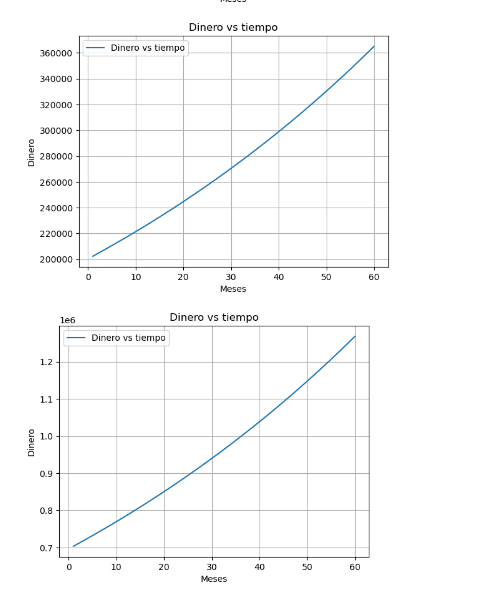 Meses
Dinero vs tiempo
Dinero vs tiempo
360000
340000
320000
300000
280000
260000
240000
220000
200000
Dinero
0 10 20 30 40 50 60
Meses
Dinero vs tiempo
1e6
Dinero vs tiempo
1.2
1.1
1.0
0.9
0.8
0.7
Dinero
0 10 20 30 40 50 60
Meses